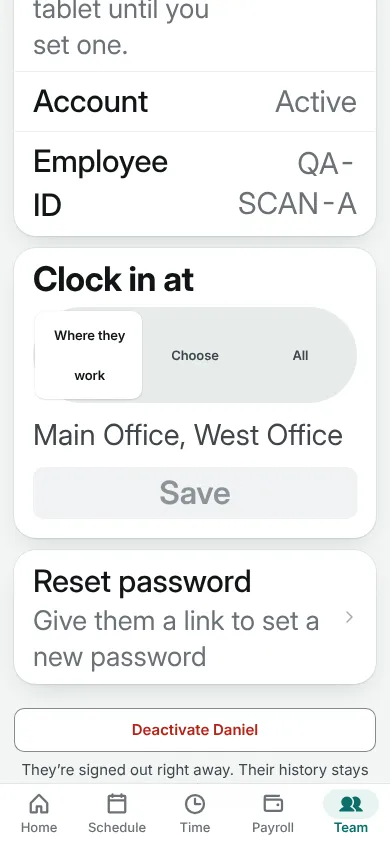 tablet until you
set one.
Account Active
Employee QA-
ID SCAN-A
Clock in at
Where they
work
Choose
All
Main Office, West Office
Save
Reset password
Give them a link to set a
new password
Deactivate Daniel
They’re signed out right away. Their history stays
Home Schedule Time Payroll Team